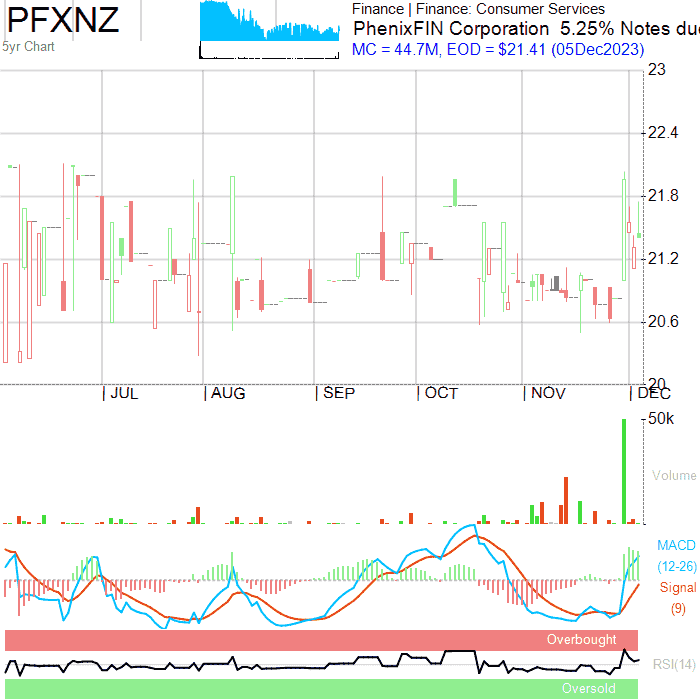 PFXNZ
5yr Chart
Finance | Finance: Consumer Services
PhenixFIN Corporation 5.25% Notes due
MC = 44.7M, EOD = $21.41 (05Dec2023)
23
22.4
21.8
21.2
20.6
20
| JUL | AUG | SEP | OCT | NOV | DEC
50k
Volume
MACD
(12-26)
Signal
(9)
Overbought
RSI(14)
Oversold